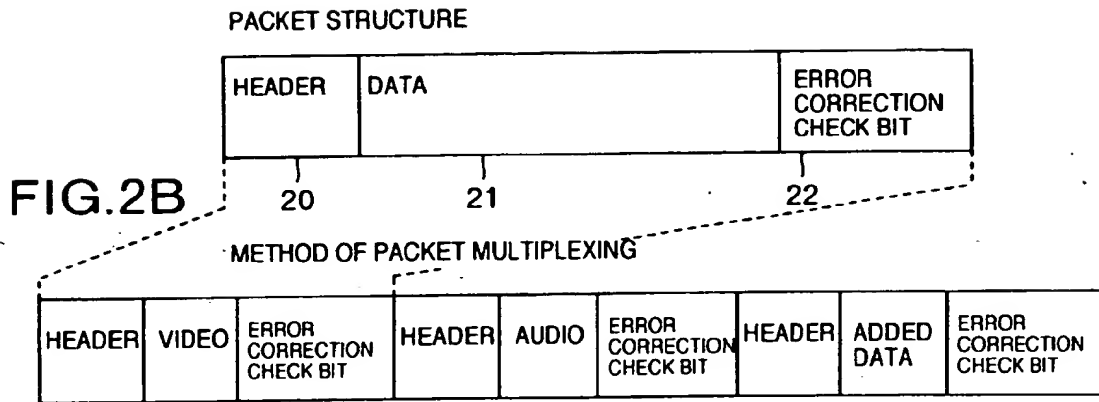 PACKET STRUCTURE
HEADER
DATA
ERROR
CORRECTION
CHECK BIT
20
21
22
FIG.2B
METHOD OF PACKET MULTIPLEXING
HEADER
VIDEO
ERROR
CORRECTION
CHECK BIT
HEADER
AUDIO
ERROR
CORRECTION
CHECK BIT
HEADER
ADDED
DATA
ERROR
CORRECTION
CHECK BIT